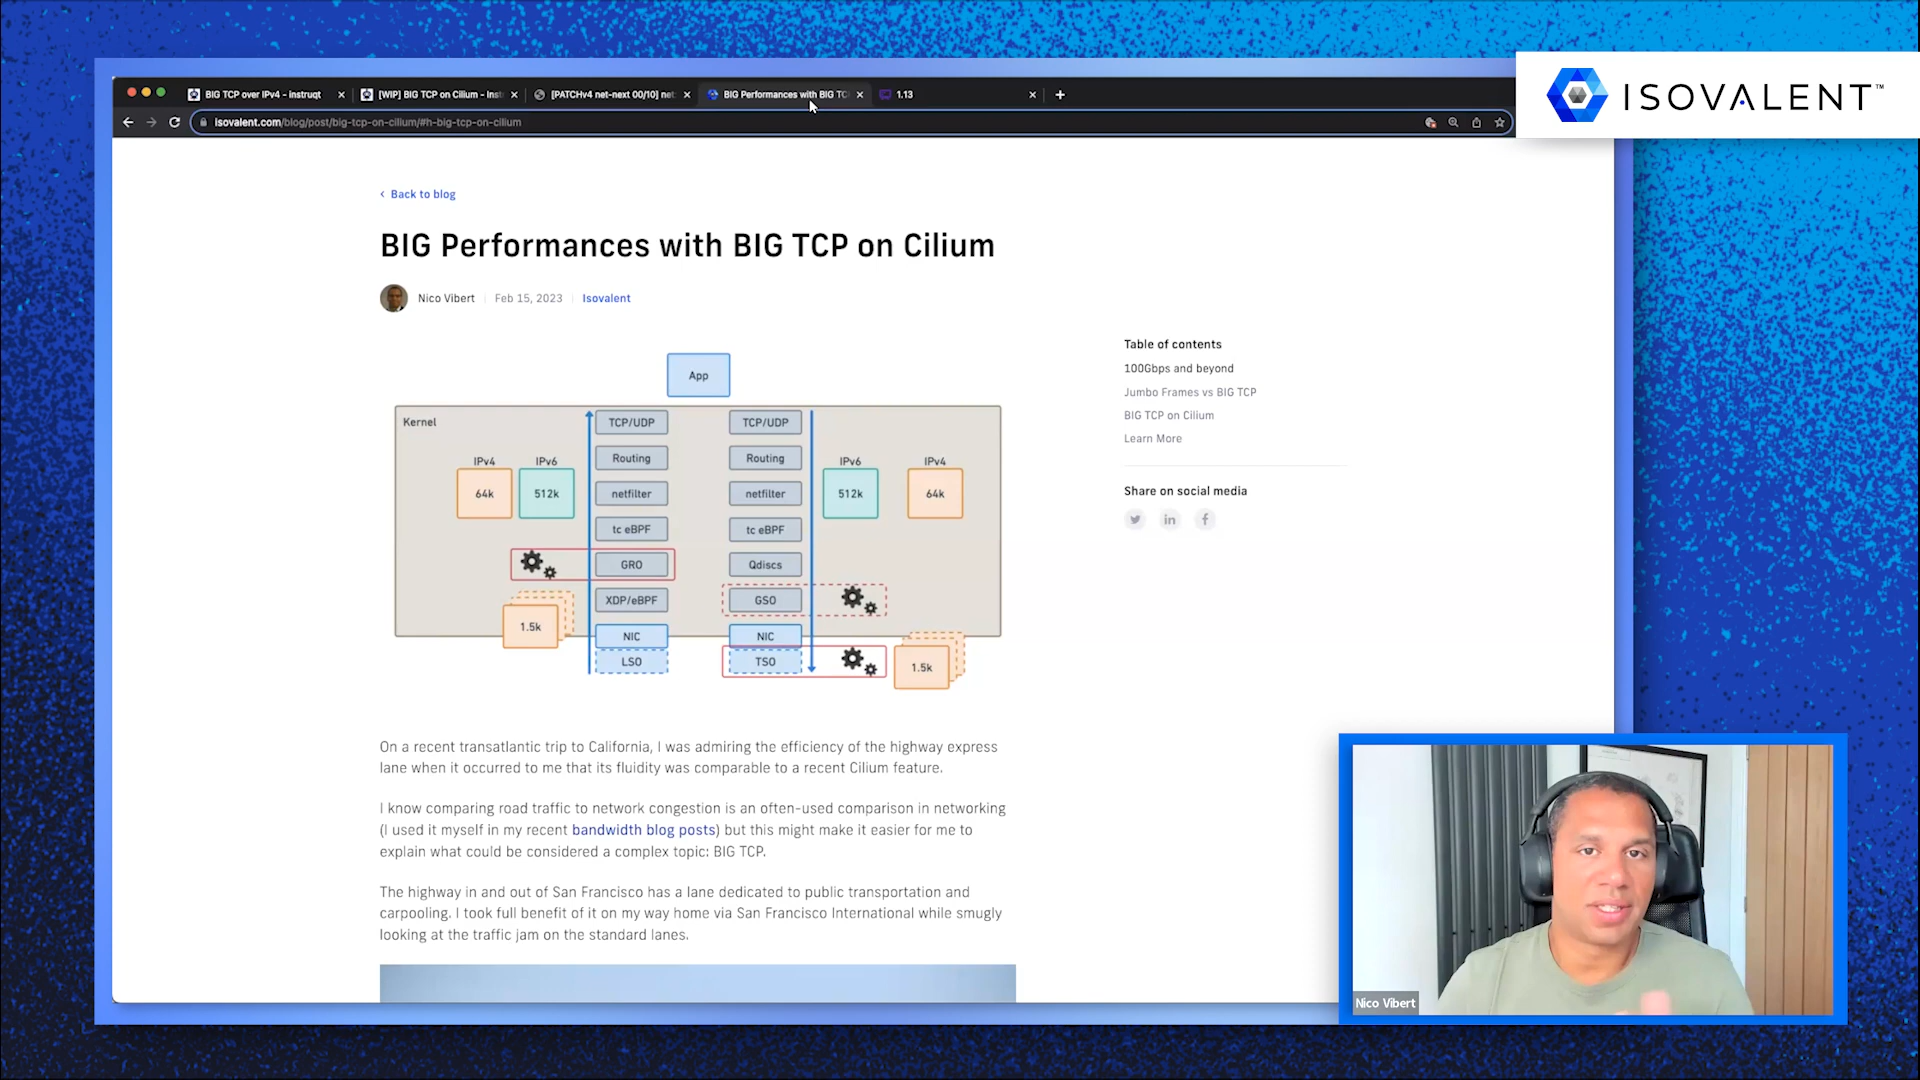 BIG TCP over IPv4 - instruqt
[WIP] BIG TCP on Cilium - Inst
[PATCHv4 net-next 00/10] net
BIG Performances with BIG TC
1.13
ISOVALENT™
isovalent.com/blog/post/big-tcp-on-cilium/#h-big-tcp-on-cilium
Back to blog
BIG Performances with BIG TCP on Cilium
Nico Vibert
Feb 15, 2023
Isovalent
App
Kernel
TCP/UDP
TCP/UDP
Routing
Routing
IPv4
IPv6
IPv6
IPv4
64k
512k
netfilter
netfilter
512k
64k
tc eBPF
tc eBPF
GRO
Qdiscs
XDP/eBPF
GSO
1.5k
NIC
NIC
LSO
TSO
1.5k
Table of contents
100Gbps and beyond
Jumbo Frames vs BIG TCP
BIG TCP on Cilium
Learn More
Share on social media
in
f
On a recent transatlantic trip to California, I was admiring the efficiency of the highway express
lane when it occurred to me that its fluidity was comparable to a recent Cilium feature.
I know comparing road traffic to network congestion is an often-used comparison in networking
(I used it myself in my recent bandwidth blog posts) but this might make it easier for me to
explain what could be considered a complex topic: BIG TCP.
The highway in and out of San Francisco has a lane dedicated to public transportation and
carpooling. I took full benefit of it on my way home via San Francisco International while smugly
looking at the traffic jam on the standard lanes.
Nico Vibert